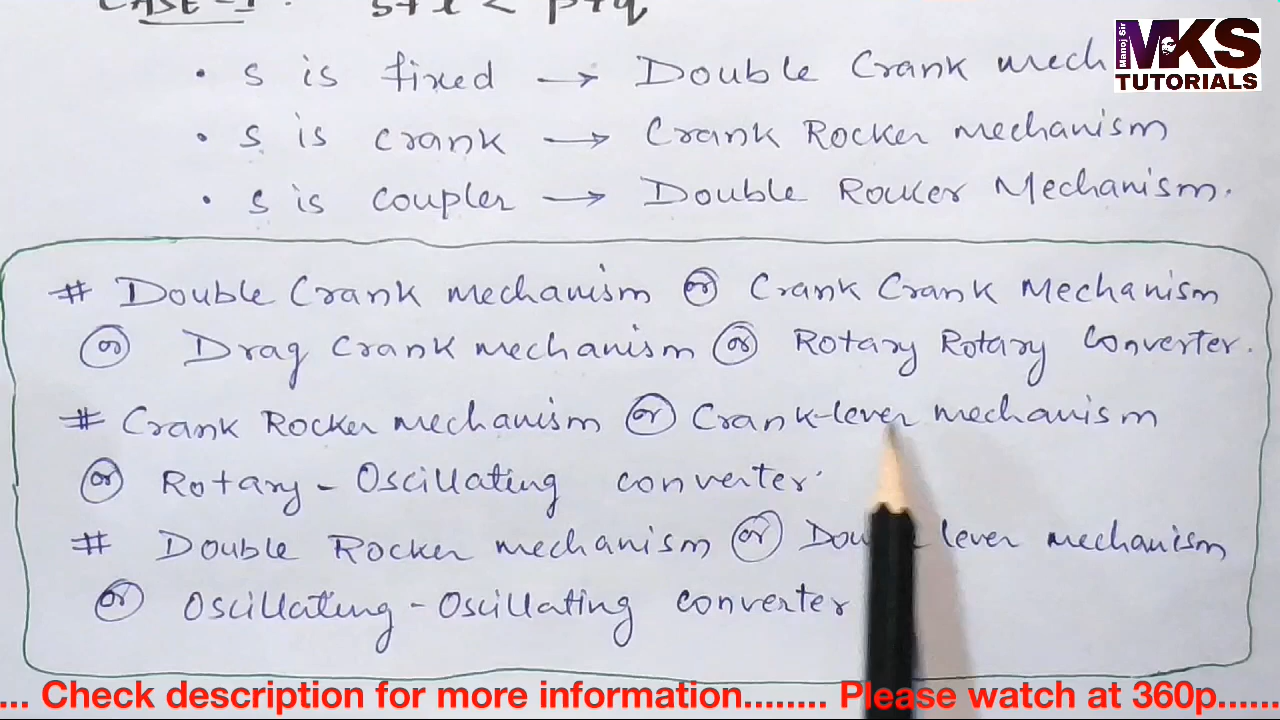 CASE-I: s+l < p+q
• s is fixed → Double Crank mech
• s is crank → Crank Rocker mechanism
• s is coupler → Double Rocker Mechanism.
# Double Crank mechanism or Crank Crank Mechanism
or Drag Crank mechanism or Rotary Rotary Converter.
# Crank Rocker mechanism or Crank-lever mechanism
or Rotary - Oscillating converter.
# Double Rocker mechanism or Dou lever mechanism
or Oscillating - Oscillating converter
Manoj Sir
MKS
TUTORIALS
... Check description for more information........ Please watch at 360p......